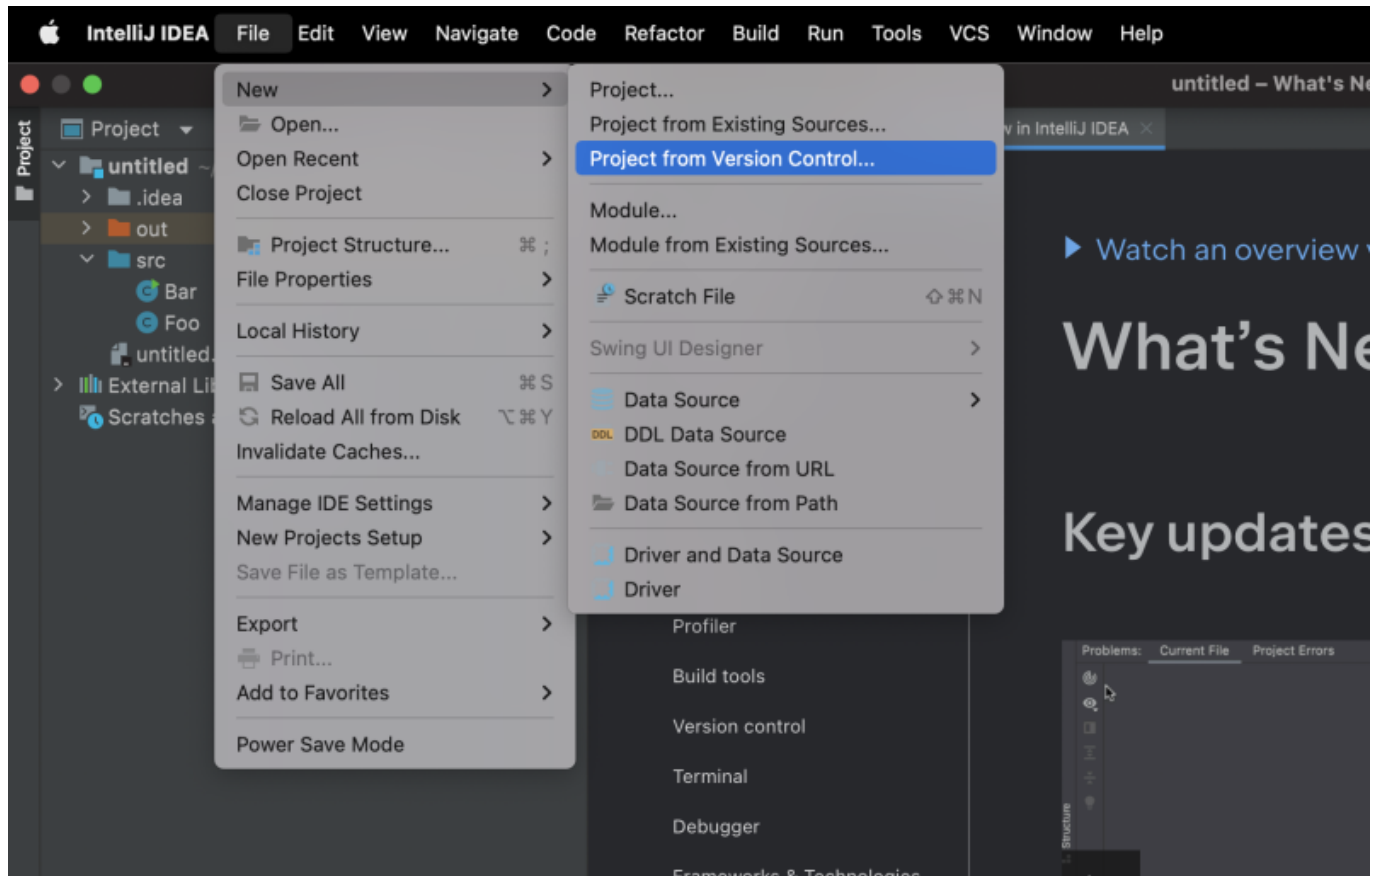 IntelliJ IDEA File Edit View Navigate Code Refactor Build Run Tools VCS Window Help
untitled – What's
Project
Project
untitled
.idea
out
src
Bar
Foo
untitled.
External
Scratches
New
Open...
Open Recent
Close Project
Project Structure... ⌘ ;
File Properties
Local History
Save All ⌘ S
Reload All from Disk ⌥ ⌘ Y
Invalidate Caches...
Manage IDE Settings
New Projects Setup
Save File as Template...
Export
Print...
Add to Favorites
Power Save Mode
Project...
Project from Existing Sources...
Project from Version Control...
Module...
Module from Existing Sources...
Scratch File ⇧ ⌘ N
Swing UI Designer
Data Source
DDL DDL Data Source
Data Source from URL
Data Source from Path
Driver and Data Source
Driver
Profiler
Build tools
Version control
Terminal
Debugger
in IntelliJ IDEA
Watch an overview
What's
Key updates
Problems: Current File Project Errors
Structure